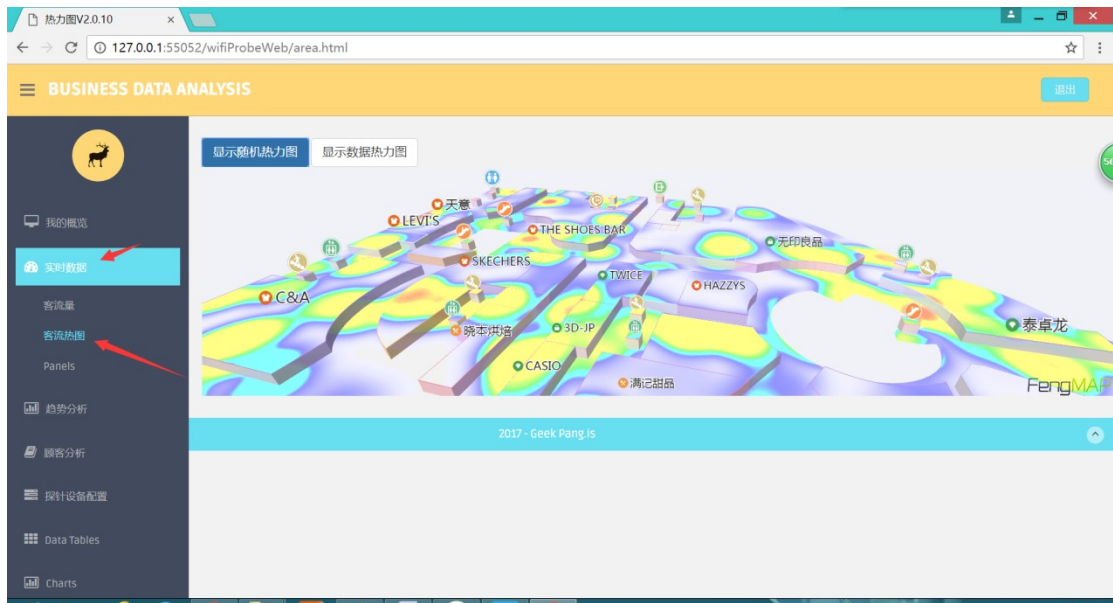 热力图V2.0.10
127.0.0.1:55052/wifiProbeWeb/area.html
BUSINESS DATA ANALYSIS
退出
显示随机热力图 显示数据热力图
我的概览
实时数据
客流量
客流热图
Panels
趋势分析
顾客分析
探针设备配置
Data Tables
Charts
天意
LEVI'S
THE SHOES BAR
无印良品
SKECHERS
TWICE
HAZZYS
C&A
晓本烘焙
3D-JP
泰卓龙
CASIO
满记甜品
FengMAP
2017 - Geek Pang.is